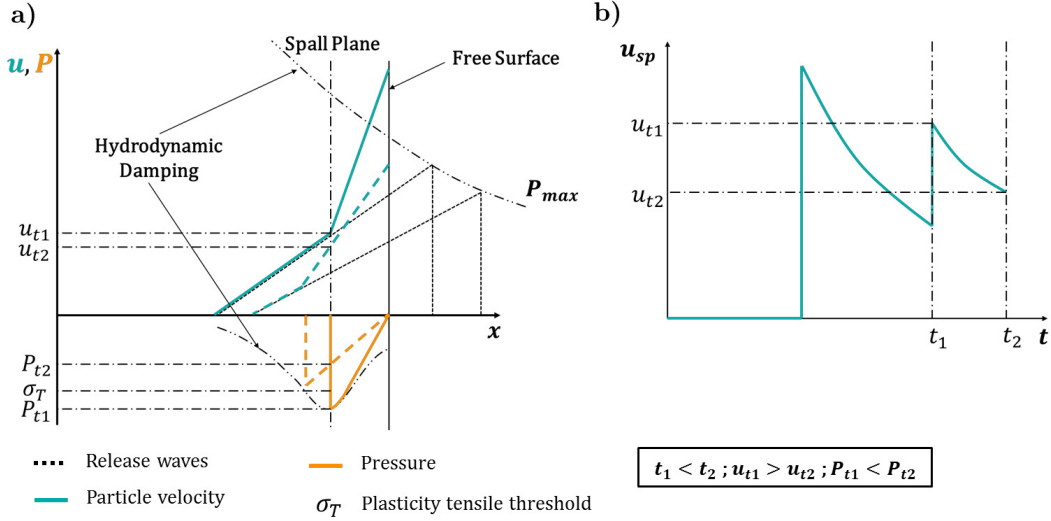 a)
Spall Plane
u, P
Free Surface
Hydrodynamic
Damping
P_max
u_t1
u_t2
x
P_t2
σ_T
P_t1
Release waves
Pressure
Particle velocity
σ_T Plasticity tensile threshold
b)
u_sp
u_t1
u_t2
t_1
t_2
t
t_1 < t_2 ; u_t1 > u_t2 ; P_t1 < P_t2